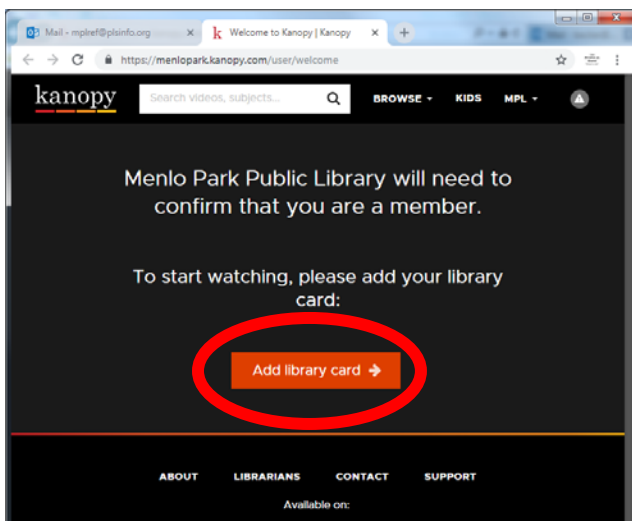 Mail - mplref@plsinfo.org
Welcome to Kanopy | Kanopy
https://menlopark.kanopy.com/user/welcome
kanopy Search videos, subjects... BROWSE KIDS MPL
Menlo Park Public Library will need to
confirm that you are a member.
To start watching, please add your library
card:
Add library card
ABOUT LIBRARIANS CONTACT SUPPORT
Available on: